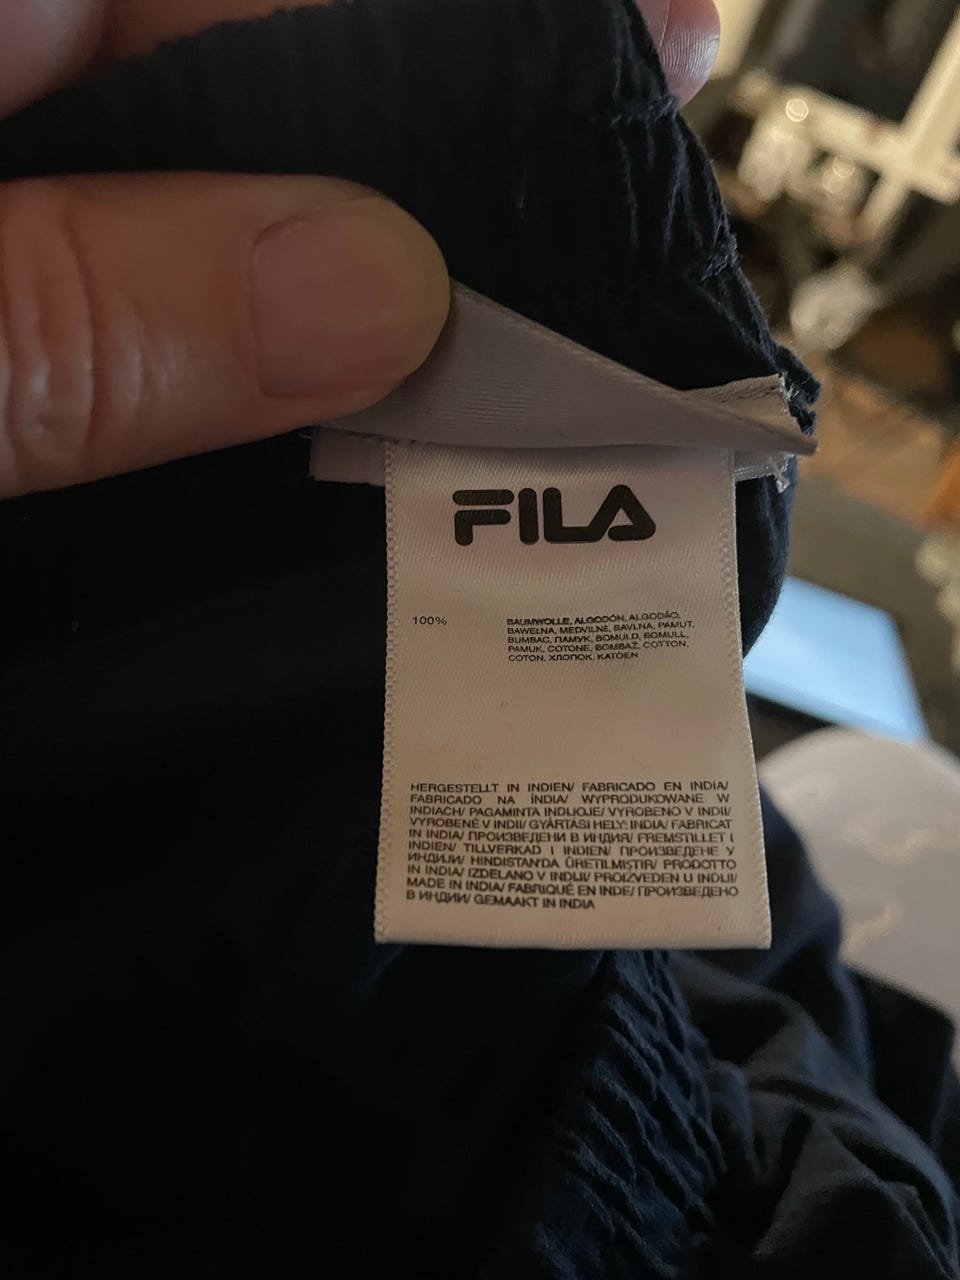 FILA
100%
BAUMWOLLE, ALGODÓN, ALGODÃO,
BAWEŁNA, MEDVILNĖ, BAVLNA, PAMUT,
BUMBAC, ПАМУК, BOMULD, BOMULL,
PAMUK, COTONE, BOMBAŽ, COTTON,
COTON, ХЛОПОК, KATOEN
HERGESTELLT IN INDIEN/ FABRICADO EN INDIA/
FABRICADO NA ÍNDIA/ WYPRODUKOWANE W
INDIACH/ PAGAMINTA INDIJOJE/ VYROBENO V INDII/
VYROBENÉ V INDII/ GYÁRTÁSI HELY: INDIA/ FABRICAT
IN INDIA/ ПРОИЗВЕДЕНИ В ИНДИЯ/ FREMSTILLET I
INDIEN/ TILLVERKAD I INDIEN/ ПРОИЗВЕДЕНЕ У
ИНДИЈИ/ HINDISTAN'DA ÜRETILMIŞTIR/ PRODOTTO
IN INDIA/ IZDELANO V INDIJI/ PROIZVEDEN U INDIJI/
MADE IN INDIA/ FABRIQUÉ EN INDE/ ПРОИЗВЕДЕНО
В ИНДИИ/ GEMAAKT IN INDIA